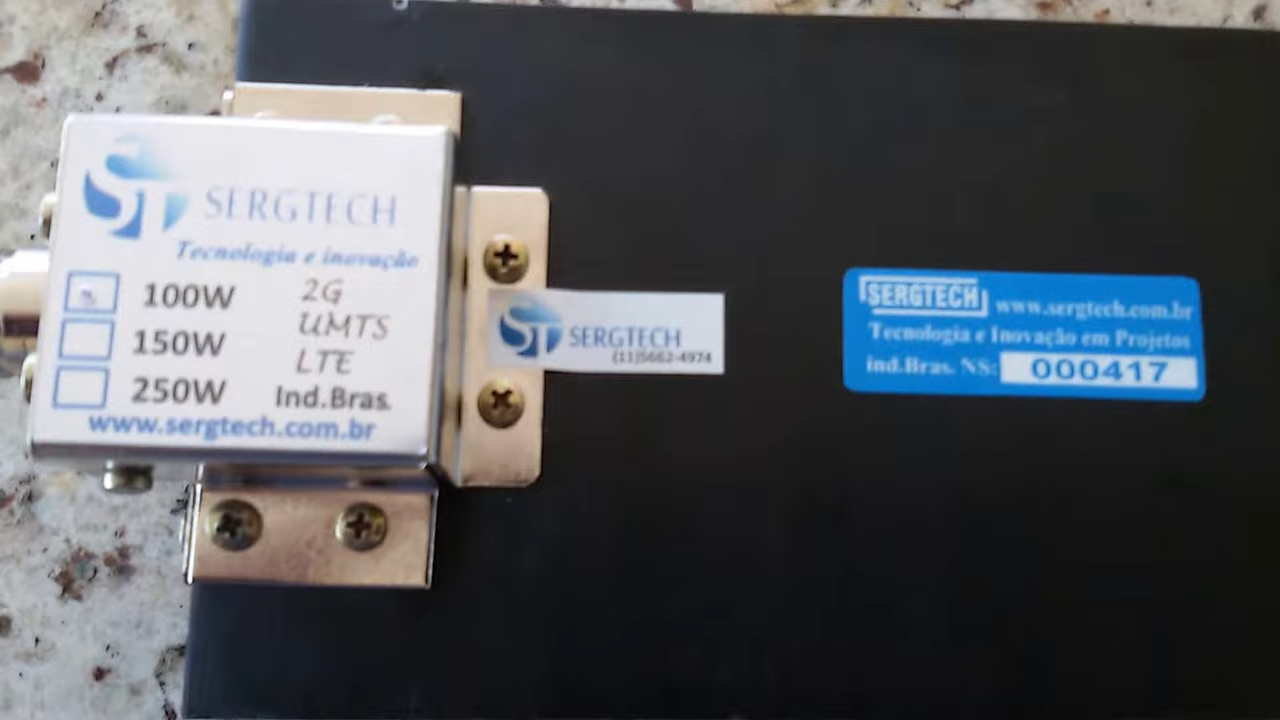 ST SERGTECH
Tecnologia e inovação
100W 2G
150W UMTS
250W LTE
Ind.Bras.
www.sergtech.com.br
ST SERGTECH
(11)5662-4974
SERGTECH www.sergtech.com.br
Tecnologia e Inovação em Projetos
ind.Bras. NS: 000417